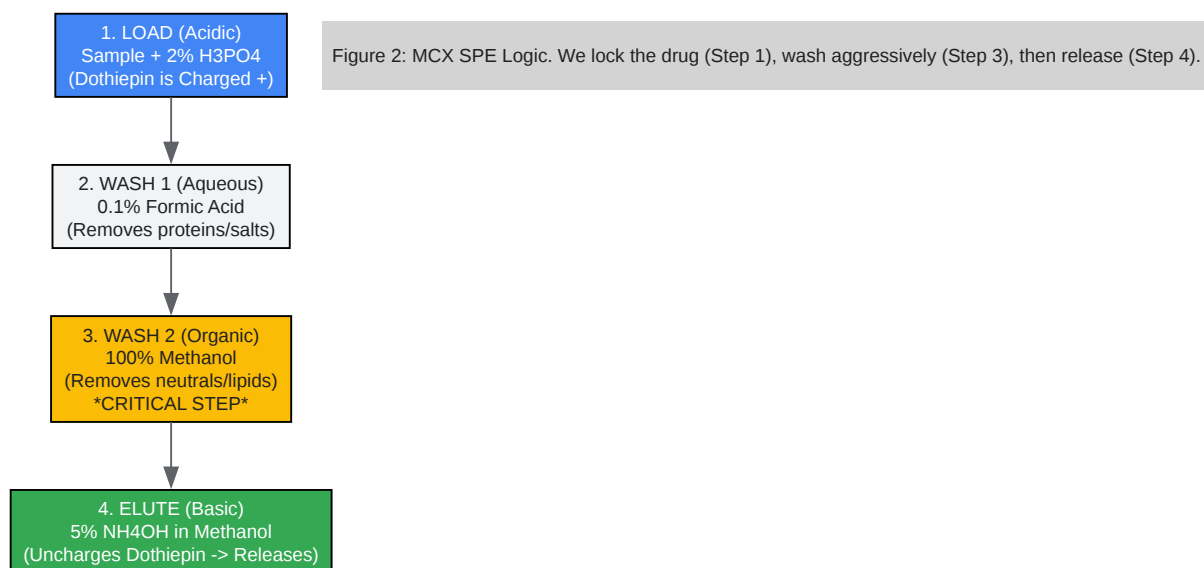 1. LOAD (Acidic)
Sample + 2% H3PO4
(Dothiepin is Charged +)
Figure 2: MCX SPE Logic. We lock the drug (Step 1), wash aggressively (Step 3), then release (Step 4).
2. WASH 1 (Aqueous)
0.1% Formic Acid
(Removes proteins/salts)
3. WASH 2 (Organic)
100% Methanol
(Removes neutrals/lipids)
*CRITICAL STEP*
4. ELUTE (Basic)
5% NH4OH in Methanol
(Uncharges Dothiepin -> Releases)